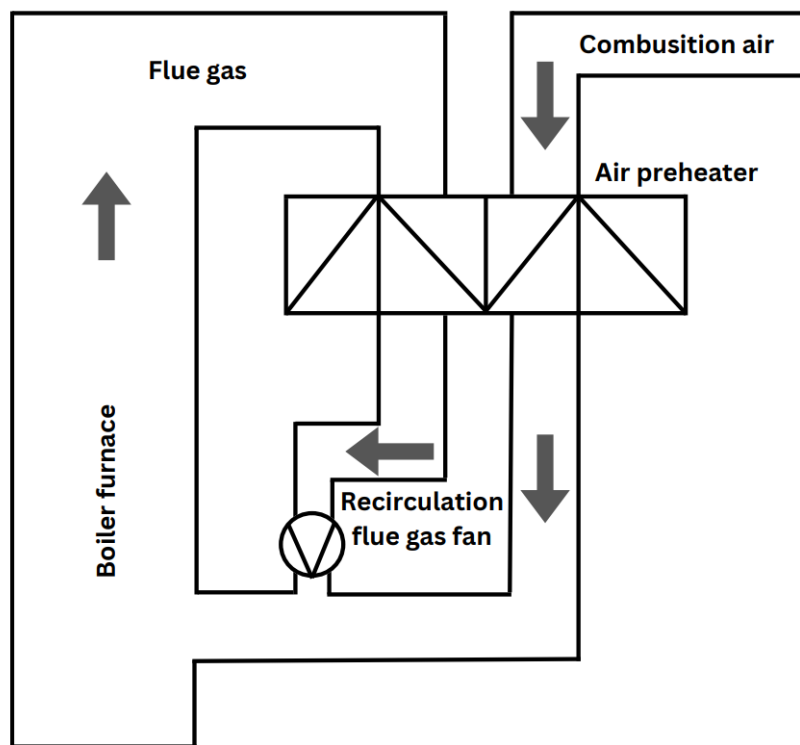 Combusition air
Flue gas
Air preheater
Boiler furnace
Recirculation
flue gas fan